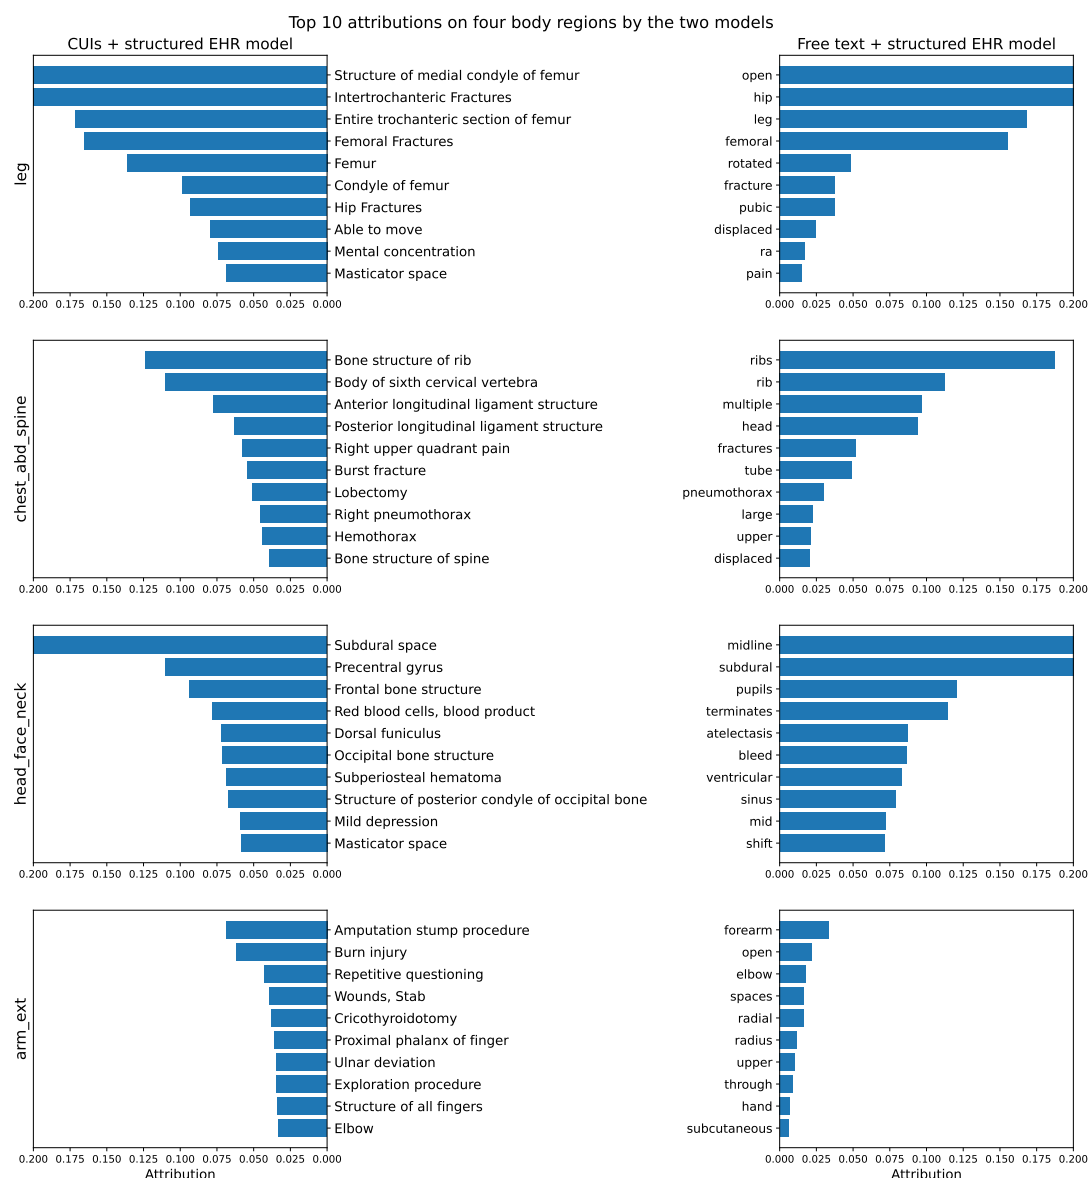 Top 10 attributions on four body regions by the two models
CUIs + structured EHR model
leg
Structure of medial condyle of femur
Intertrochanteric Fractures
Entire trochanteric section of femur
Femoral Fractures
Femur
Condyle of femur
Hip Fractures
Able to move
Mental concentration
Masticator space
0.200 0.175 0.150 0.125 0.100 0.075 0.050 0.025 0.000
Free text + structured EHR model
open
hip
leg
femoral
rotated
fracture
pubic
displaced
ra
pain
0.000 0.025 0.050 0.075 0.100 0.125 0.150 0.175 0.200
chest_abd_spine
Bone structure of rib
Body of sixth cervical vertebra
Anterior longitudinal ligament structure
Posterior longitudinal ligament structure
Right upper quadrant pain
Burst fracture
Lobectomy
Right pneumothorax
Hemothorax
Bone structure of spine
0.200 0.175 0.150 0.125 0.100 0.075 0.050 0.025 0.000
ribs
rib
multiple
head
fractures
tube
pneumothorax
large
upper
displaced
0.000 0.025 0.050 0.075 0.100 0.125 0.150 0.175 0.200
head_face_neck
Subdural space
Precentral gyrus
Frontal bone structure
Red blood cells, blood product
Dorsal funiculus
Occipital bone structure
Subperiosteal hematoma
Structure of posterior condyle of occipital bone
Mild depression
Masticator space
0.200 0.175 0.150 0.125 0.100 0.075 0.050 0.025 0.000
midline
subdural
pupils
terminates
atelectasis
bleed
ventricular
sinus
mid
shift
0.000 0.025 0.050 0.075 0.100 0.125 0.150 0.175 0.200
arm_ext
Amputation stump procedure
Burn injury
Repetitive questioning
Wounds, Stab
Cricothyroidotomy
Proximal phalanx of finger
Ulnar deviation
Exploration procedure
Structure of all fingers
Elbow
0.200 0.175 0.150 0.125 0.100 0.075 0.050 0.025 0.000
Attribution
forearm
open
elbow
spaces
radial
radius
upper
through
hand
subcutaneous
0.000 0.025 0.050 0.075 0.100 0.125 0.150 0.175 0.200
Attribution